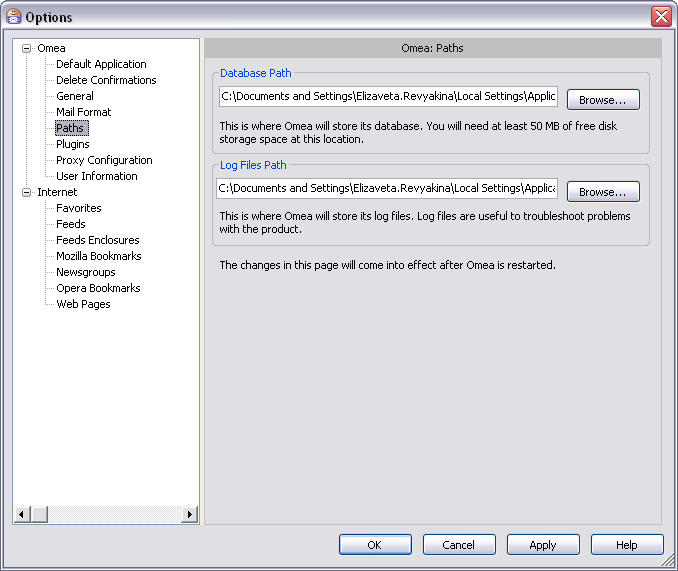 Options
Omea
Default Application
Delete Confirmations
General
Mail Format
Paths
Plugins
Proxy Configuration
User Information
Internet
Favorites
Feeds
Feeds Enclosures
Mozilla Bookmarks
Newsgroups
Opera Bookmarks
Web Pages
Omea: Paths
Database Path
C:\Documents and Settings\Elizaveta.Revyakina\Local Settings\Applic
Browse...
This is where Omea will store its database. You will need at least 50 MB of free disk
storage space at this location.
Log Files Path
C:\Documents and Settings\Elizaveta.Revyakina\Local Settings\Applica
Browse...
This is where Omea will store its log files. Log files are useful to troubleshoot problems
with the product.
The changes in this page will come into effect after Omea is restarted.
OK
Cancel
Apply
Help